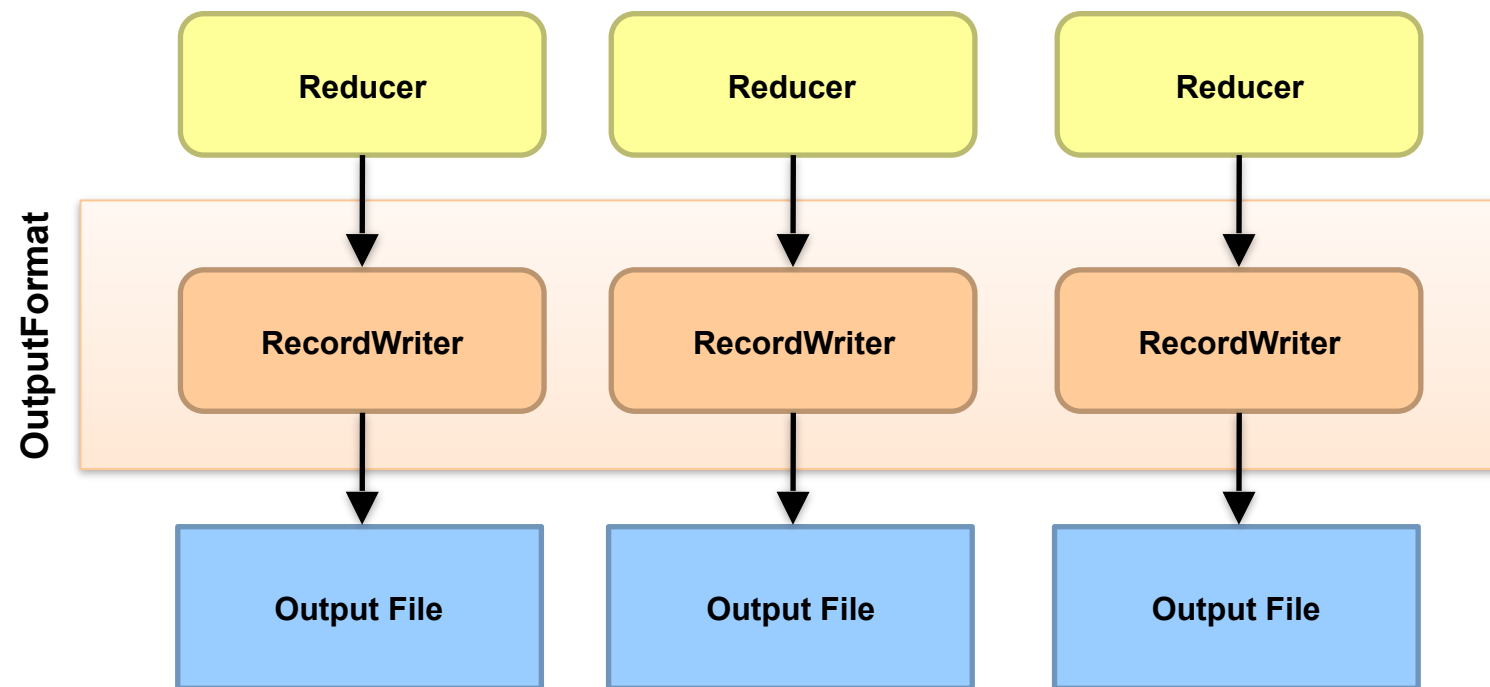 Reducer
Reducer
Reducer
OutputFormat
RecordWriter
RecordWriter
RecordWriter
Output File
Output File
Output File